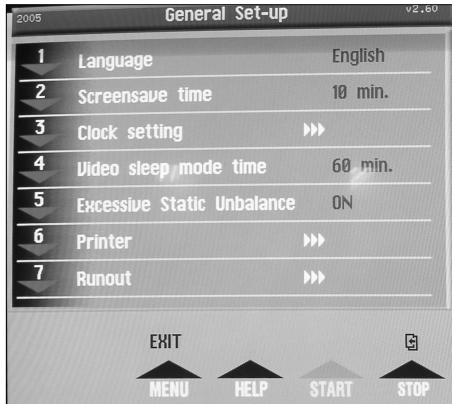 2005 General Set-up v2.60
1 Language English
2 Screensave time 10 min.
3 Clock setting
4 Video sleep mode time 60 min.
5 Excessive Static Unbalance ON
6 Printer
7 Runout
EXIT
MENU HELP START STOP